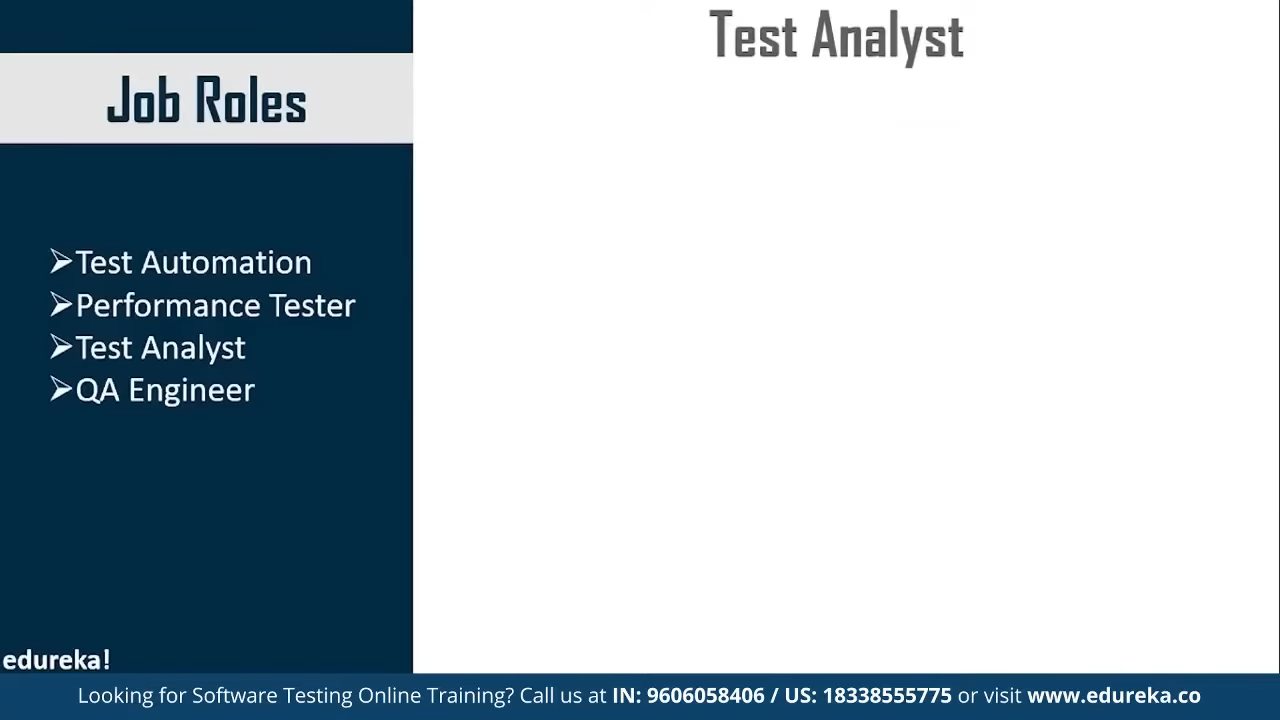 Test Analyst
Job Roles
➢Test Automation
➢Performance Tester
➢Test Analyst
➢QA Engineer
edureka!
Looking for Software Testing Online Training? Call us at IN: 9606058406 / US: 18338555775 or visit www.edureka.co